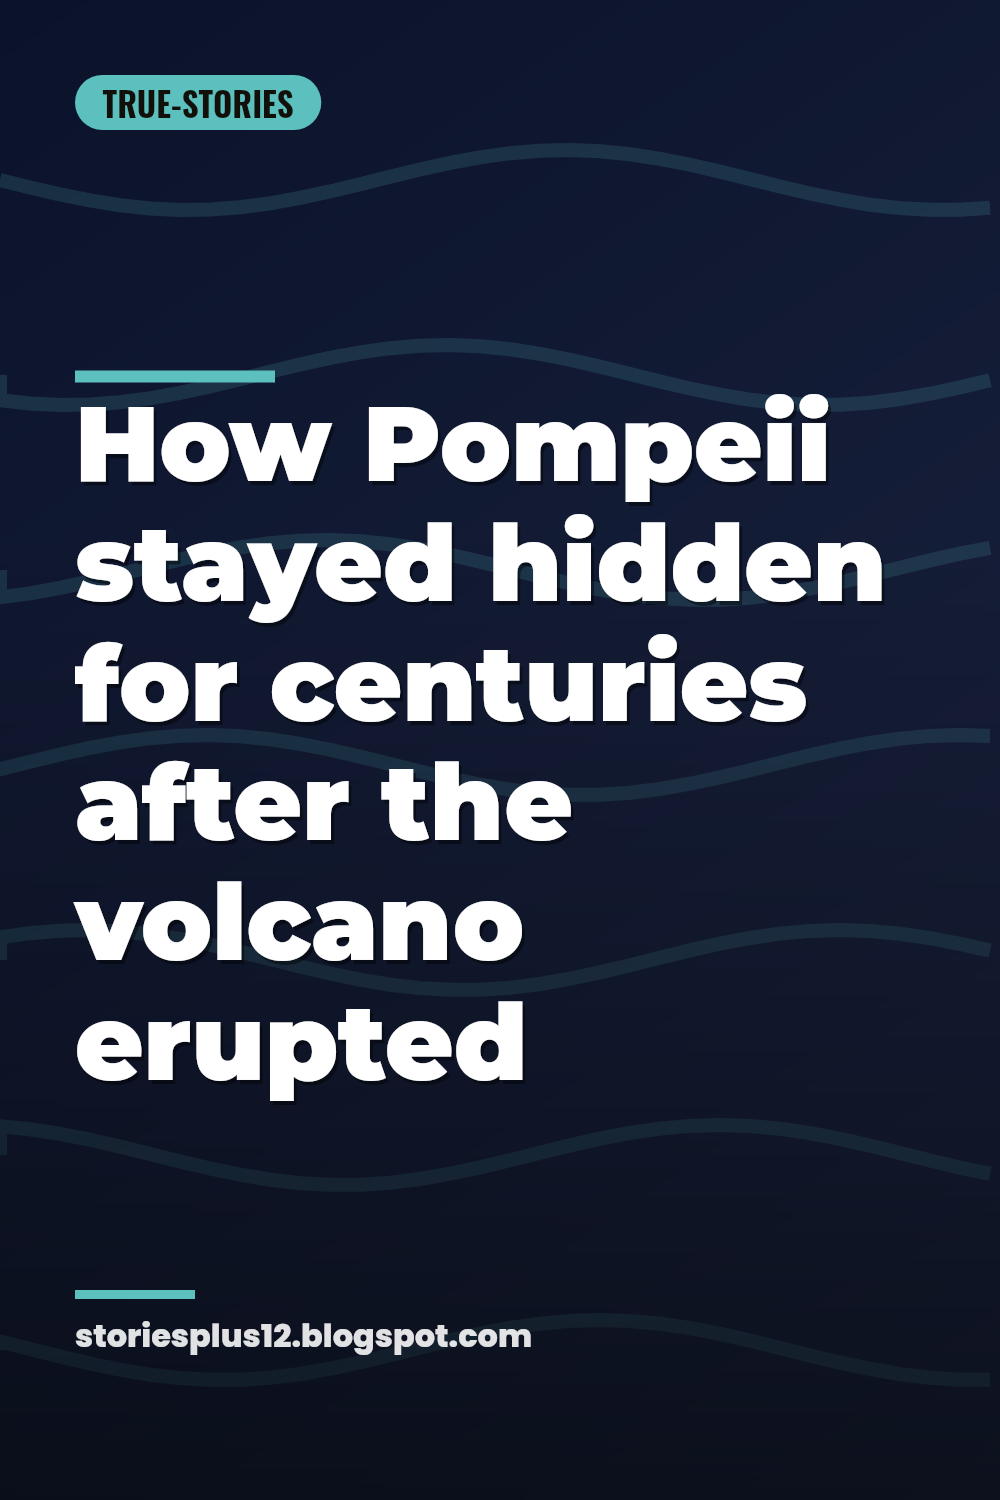 TRUE-STORIES
How Pompeii
stayed hidden
for centuries
after the
volcano
erupted
storiesplus12.blogspot.com